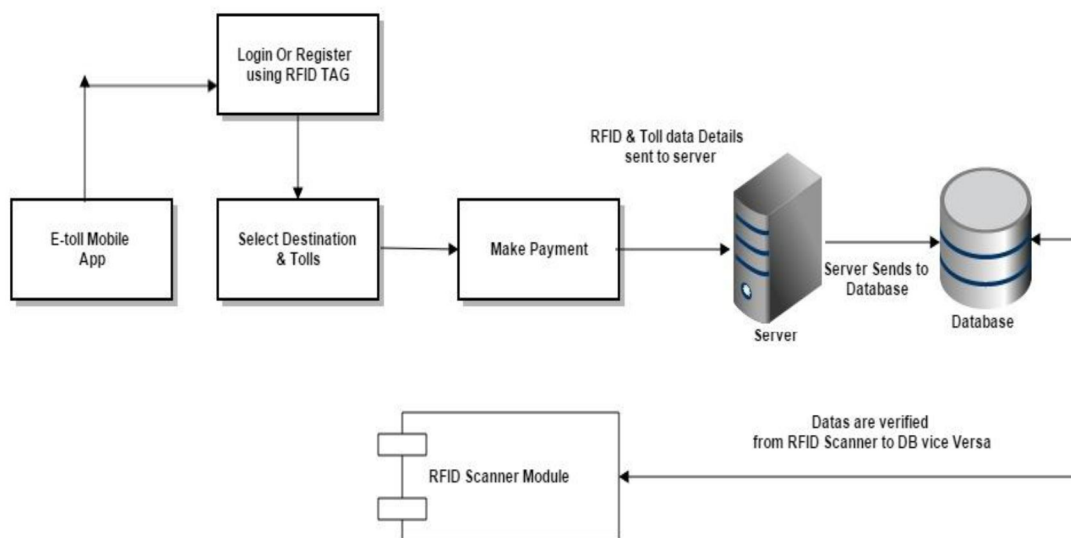 Login Or Register
using RFID TAG
E-toll Mobile
App
Select Destination
& Tolls
Make Payment
RFID & Toll data Details
sent to server
Server
Server Sends to
Database
Database
Datas are verified
from RFID Scanner to DB vice Versa
RFID Scanner Module